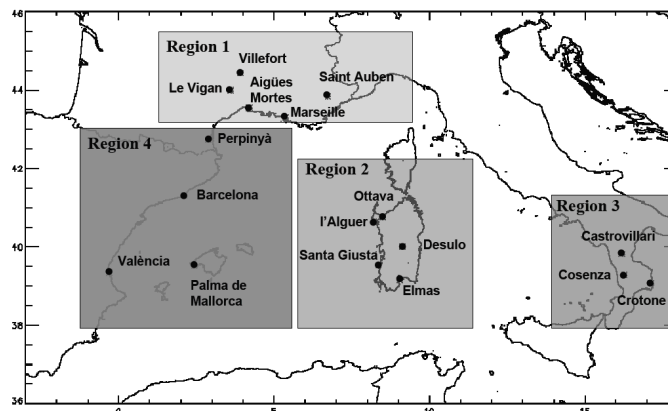 46
44
42
40
38
36
Region 1
Villefort
Le Vigan
Aigües
Mortes
Saint Auben
Marseille
Region 4
Perpinyà
Barcelona
València
Palma de
Mallorca
Region 2
Ottava
l'Alguer
Desulo
Santa Giusta
Elmas
Region 3
Castrovillari
Cosenza
Crotone
0 5 10 15